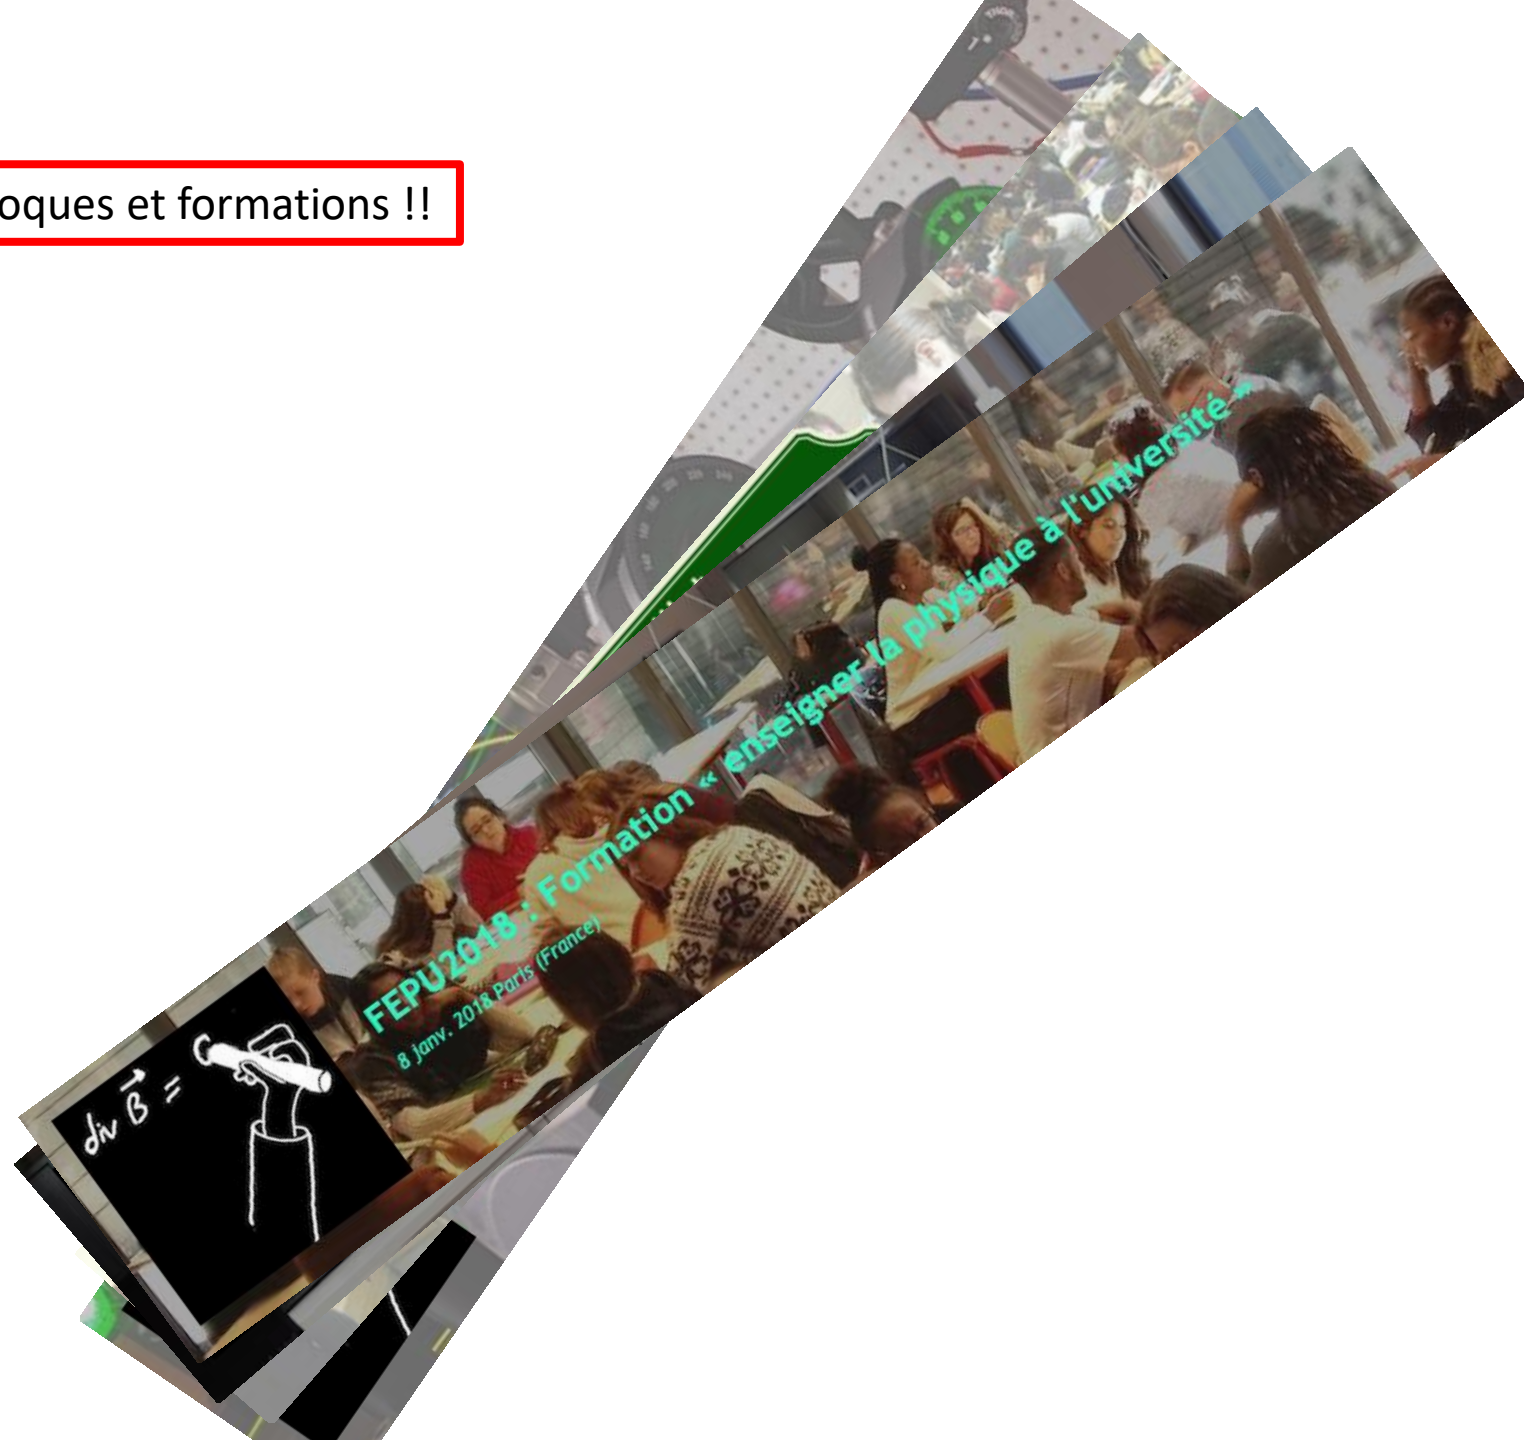 oques et formations !!
FEPU2018 : Formation « enseigner la physique à l'université »
8 janv. 2018 Paris (France)
div B⃗ =